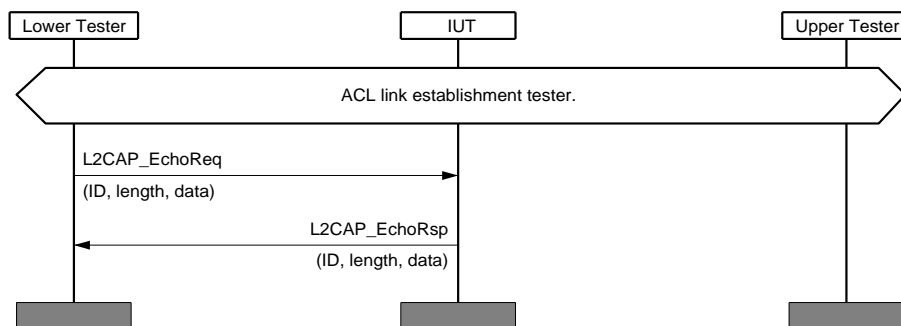 Lower Tester
IUT
Upper Tester
ACL link establishment tester.
L2CAP_EchoReq
(ID, length, data)
L2CAP_EchoRsp
(ID, length, data)